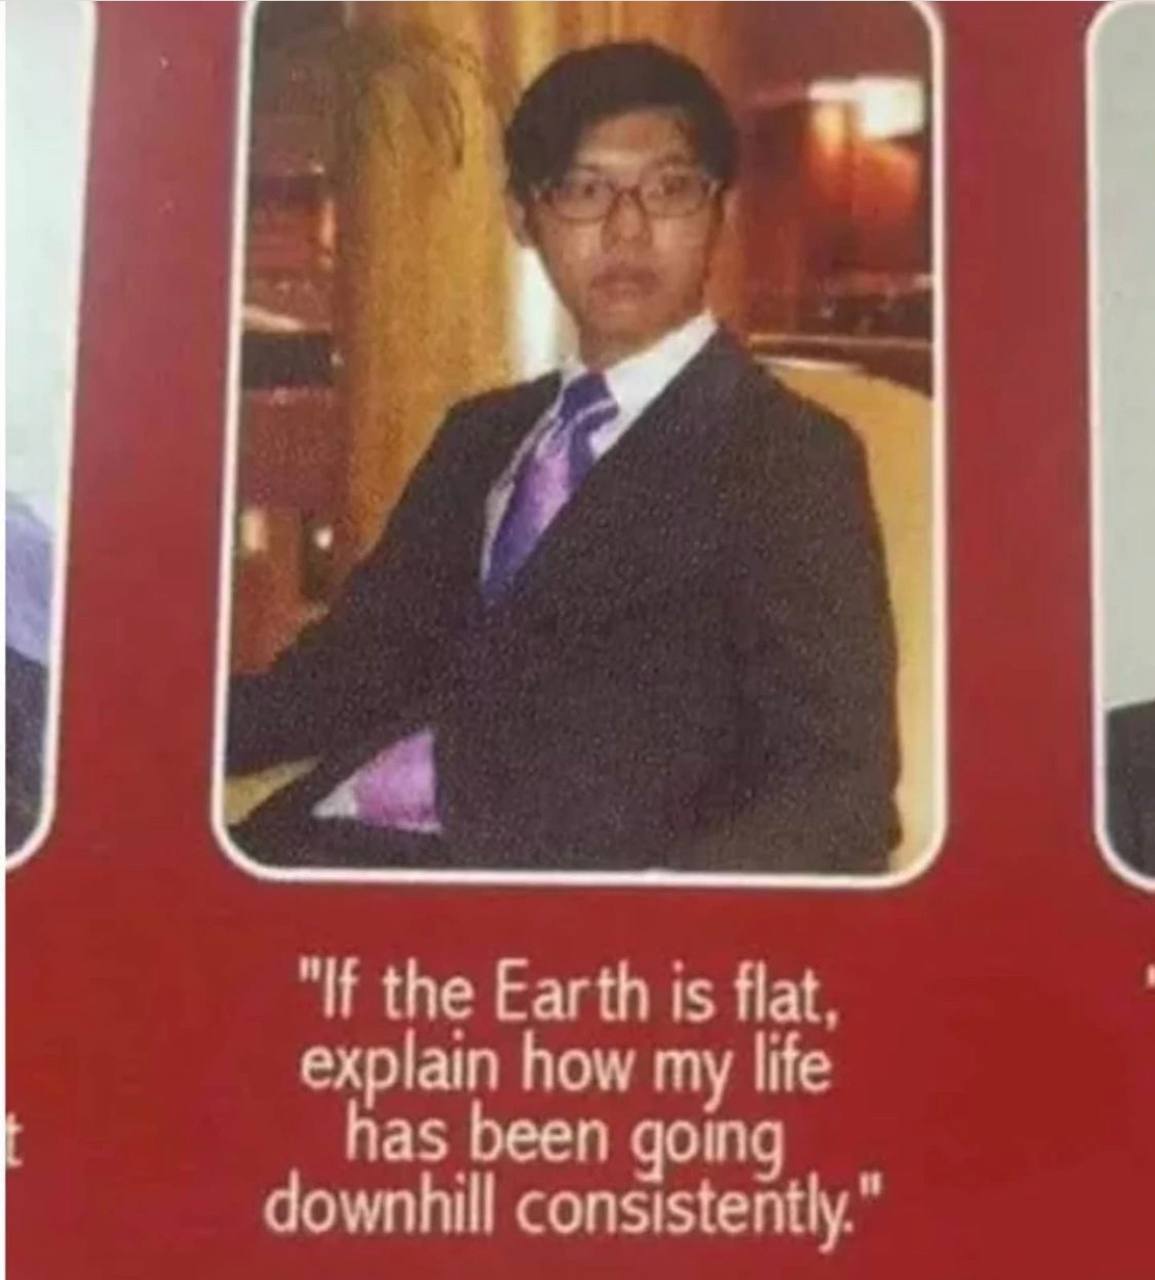 "If the Earth is flat,
explain how my life
has been going
downhill consistently."
t
"